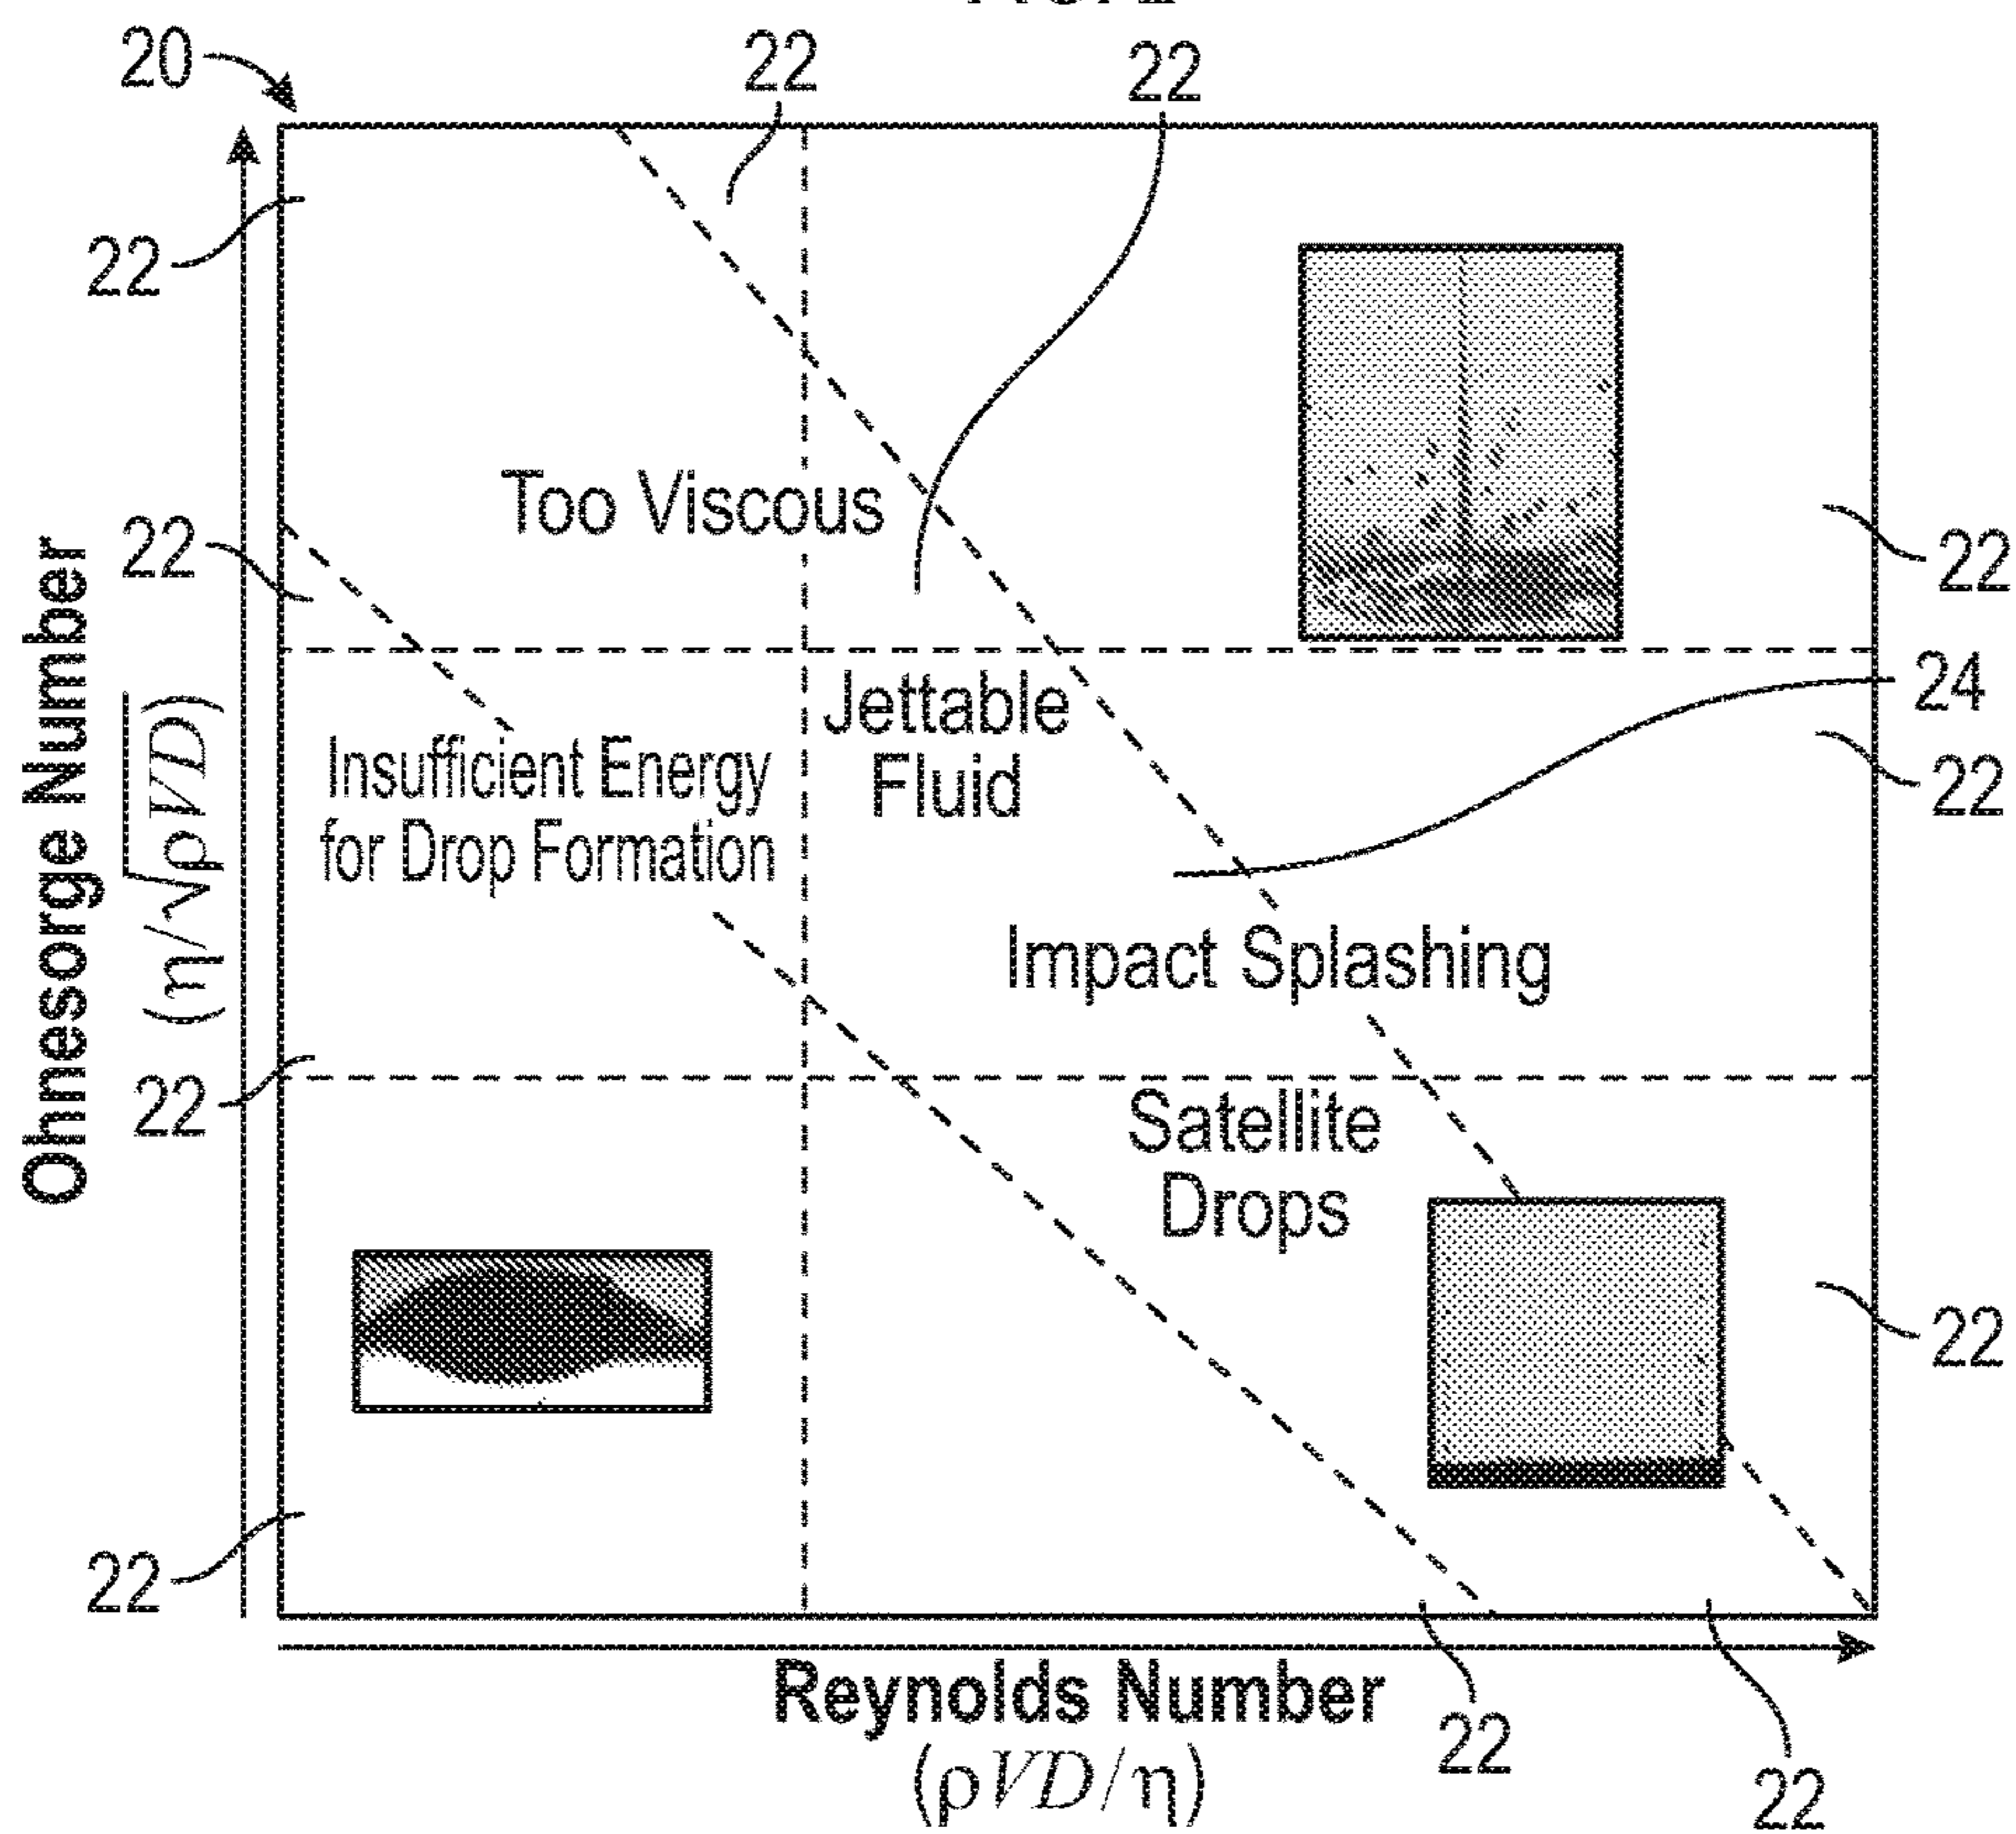 20
22
22
22
Too Viscous
22
22
Jettable
Fluid
24
22
Insufficient Energy
for Drop Formation
Impact Splashing
22
Satellite
Drops
22
22
Ohnesorge Number
(η/√ρVD)
Reynolds Number
(ρVD/η)
22
22